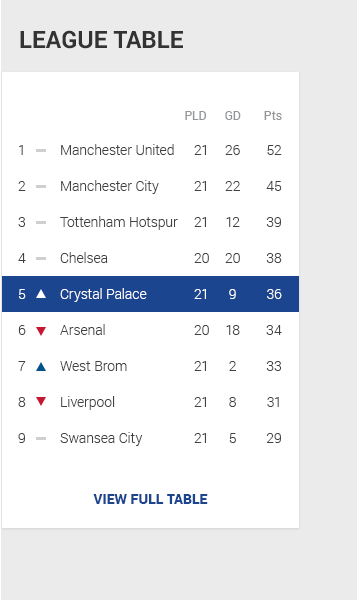 LEAGUE TABLE
PLD GD Pts
1 Manchester United 21 26 52
2 Manchester City 21 22 45
3 Tottenham Hotspur 21 12 39
4 Chelsea 20 20 38
5 Crystal Palace 21 9 36
6 Arsenal 20 18 34
7 West Brom 21 2 33
8 Liverpool 21 8 31
9 Swansea City 21 5 29
VIEW FULL TABLE